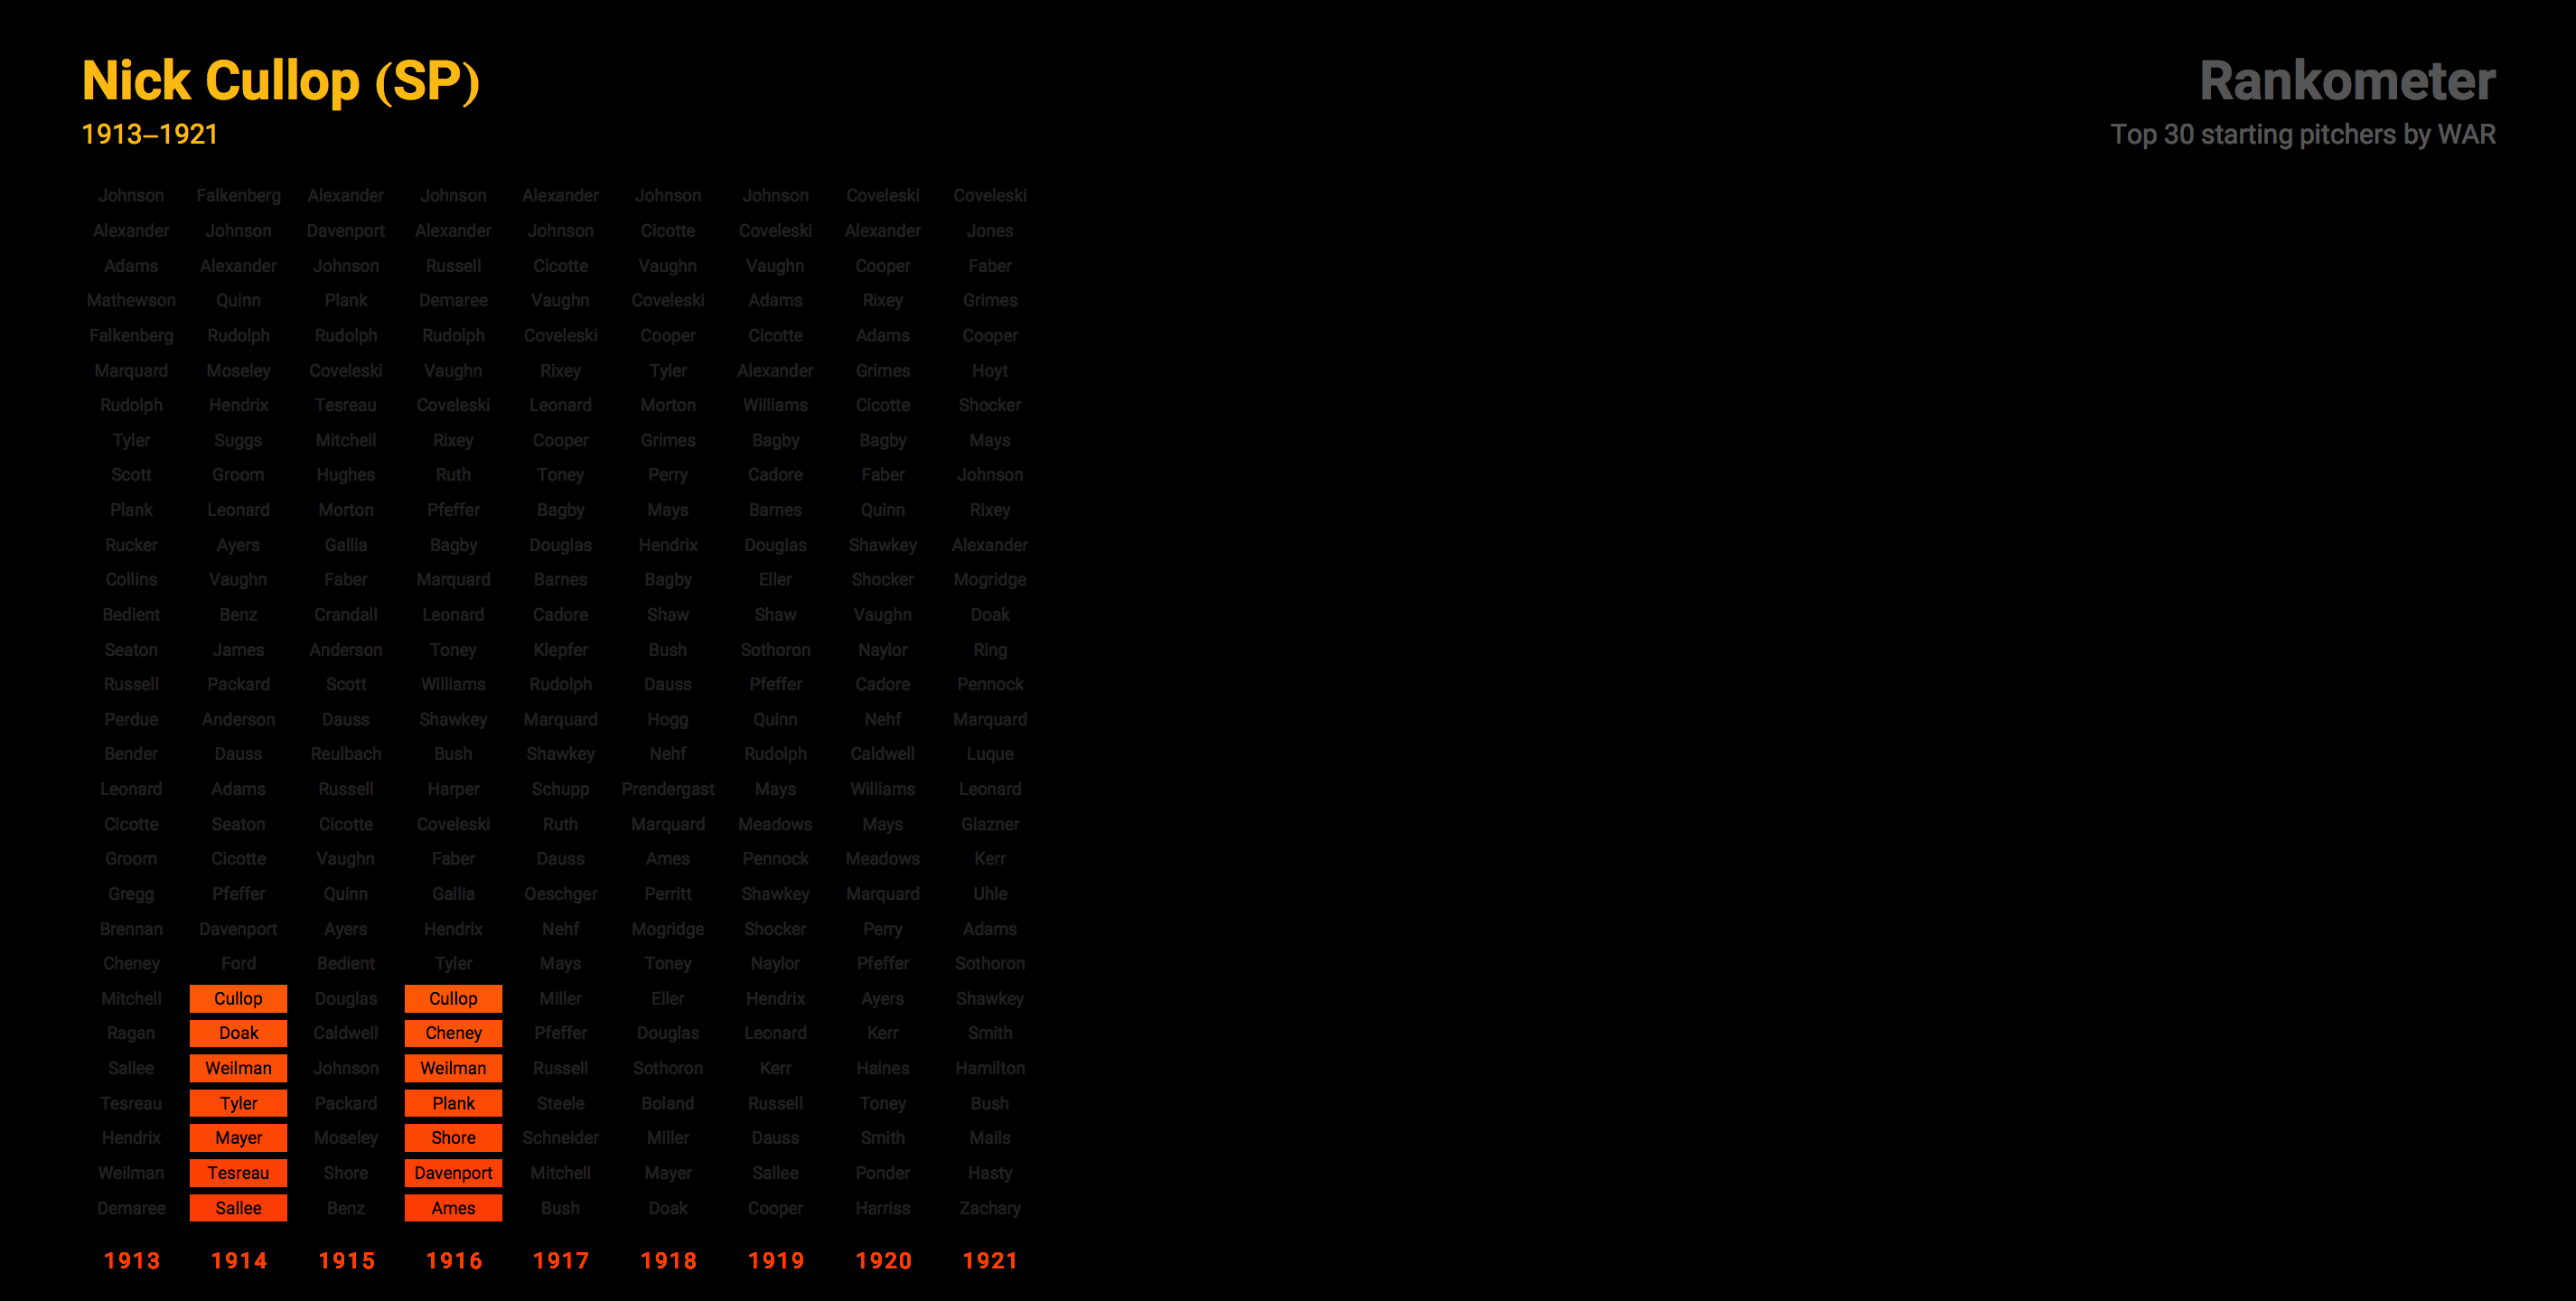 Nick Cullop (SP)
1913–1921
Rankometer
Top 30 starting pitchers by WAR
Johnson Falkenberg Alexander Johnson Alexander Johnson Johnson Coveleski Coveleski
Alexander Johnson Davenport Alexander Johnson Cicotte Coveleski Alexander Jones
Adams Alexander Johnson Russell Cicotte Vaughn Vaughn Cooper Faber
Mathewson Quinn Plank Demaree Vaughn Coveleski Adams Rixey Grimes
Falkenberg Rudolph Rudolph Rudolph Coveleski Cooper Cicotte Adams Cooper
Marquard Moseley Coveleski Vaughn Rixey Tyler Alexander Grimes Hoyt
Rudolph Hendrix Tesreau Coveleski Leonard Morton Williams Cicotte Shocker
Tyler Suggs Mitchell Rixey Cooper Grimes Bagby Bagby Mays
Scott Groom Hughes Ruth Toney Perry Cadore Faber Johnson
Plank Leonard Morton Pfeffer Bagby Mays Barnes Quinn Rixey
Rucker Ayers Gallia Bagby Douglas Hendrix Douglas Shawkey Alexander
Collins Vaughn Faber Marquard Barnes Bagby Eller Shocker Mogridge
Bedient Benz Crandall Leonard Cadore Shaw Shaw Vaughn Doak
Seaton James Anderson Toney Klepfer Bush Sothoron Naylor Ring
Russell Packard Scott Williams Rudolph Dauss Pfeffer Cadore Pennock
Perdue Anderson Dauss Shawkey Marquard Hogg Quinn Nehf Marquard
Bender Dauss Reulbach Bush Shawkey Nehf Rudolph Caldwell Luque
Leonard Adams Russell Harper Schupp Prendergast Mays Williams Leonard
Cicotte Seaton Cicotte Coveleski Ruth Marquard Meadows Mays Glazner
Groom Cicotte Vaughn Faber Dauss Ames Pennock Meadows Kerr
Gregg Pfeffer Quinn Gallia Oeschger Perritt Shawkey Marquard Uhle
Brennan Davenport Ayers Hendrix Nehf Mogridge Shocker Perry Adams
Cheney Ford Bedient Tyler Mays Toney Naylor Pfeffer Sothoron
Mitchell Cullop Douglas Cullop Miller Eller Hendrix Ayers Shawkey
Ragan Doak Caldwell Cheney Pfeffer Douglas Leonard Kerr Smith
Sallee Weilman Johnson Weilman Russell Sothoron Kerr Haines Hamilton
Tesreau Tyler Packard Plank Steele Boland Russell Toney Bush
Hendrix Mayer Moseley Shore Schneider Miller Dauss Smith Mails
Weilman Tesreau Shore Davenport Mitchell Mayer Sallee Ponder Hasty
Demaree Sallee Benz Ames Bush Doak Cooper Harriss Zachary
1913 1914 1915 1916 1917 1918 1919 1920 1921